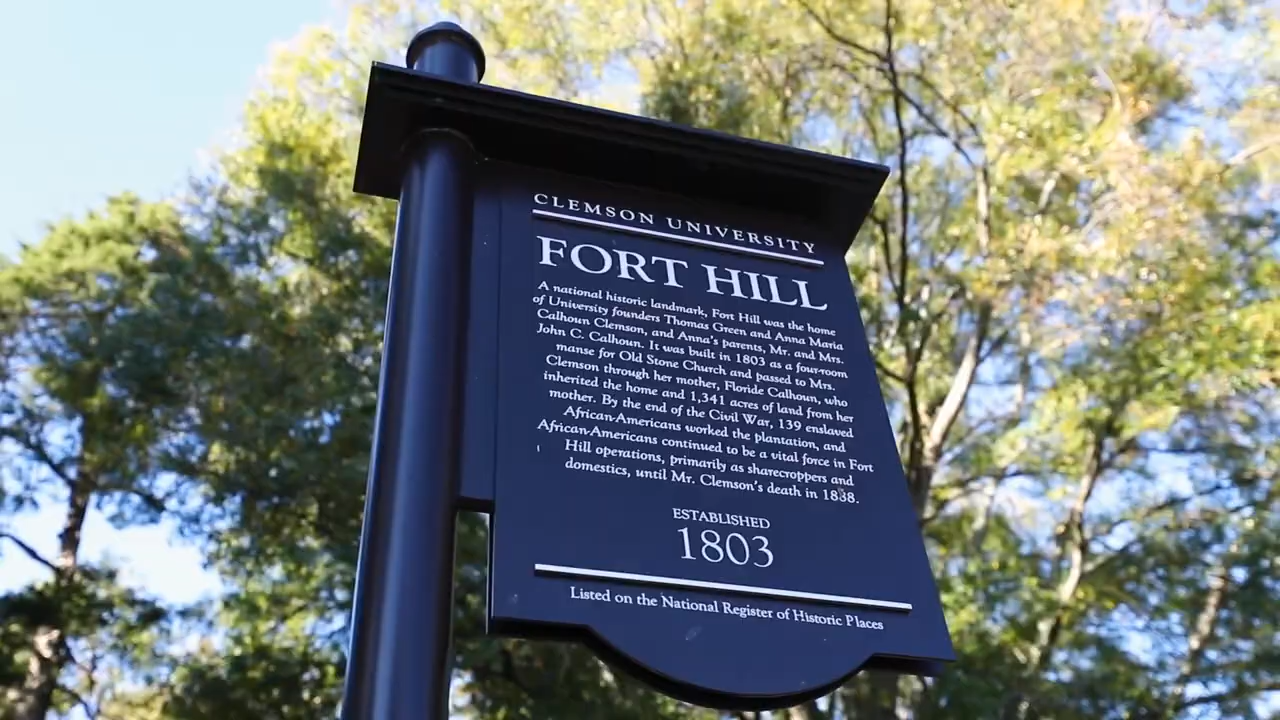 CLEMSON UNIVERSITY
FORT HILL
A national historic landmark, Fort Hill was the home
of University founders Thomas Green and Anna Maria
Calhoun Clemson, and Anna's parents, Mr. and Mrs.
John C. Calhoun. It was built in 1803 as a four-room
manse for Old Stone Church and passed to Mrs.
Clemson through her mother, Floride Calhoun, who
inherited the home and 1,341 acres of land from her
mother. By the end of the Civil War, 139 enslaved
African-Americans worked the plantation, and
African-Americans continued to be a vital force in Fort
Hill operations, primarily as sharecroppers and
domestics, until Mr. Clemson's death in 1888.
ESTABLISHED
1803
Listed on the National Register of Historic Places